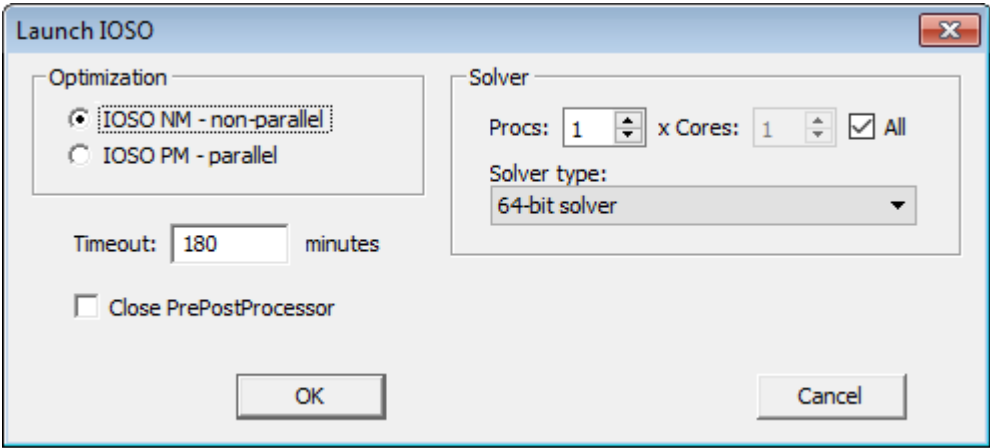 Launch IOSO
Optimization
IOSO NM - non-parallel
IOSO PM - parallel
Timeout: 180 minutes
Close PrePostProcessor
Solver
Procs: 1 x Cores: 1 All
Solver type:
64-bit solver
OK
Cancel